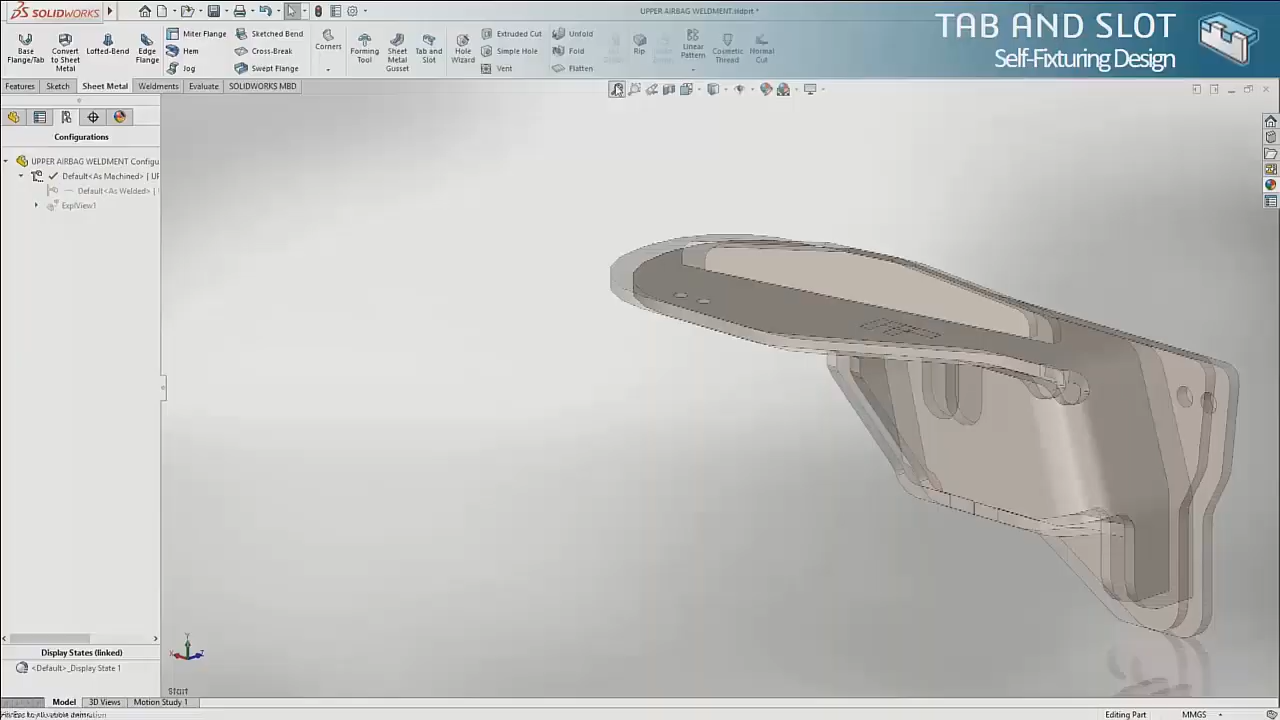 SOLIDWORKS
UPPER AIRBAG WELDMENT.sldprt *
TAB AND SLOT
Self-Fixturing Design
Base
Flange/Tab
Convert
to Sheet
Metal
Lofted-Bend
Edge
Flange
Miter Flange
Hem
Jog
Sketched Bend
Cross-Break
Swept Flange
Corners
Forming
Tool
Sheet
Metal
Gusset
Tab and
Slot
Hole
Wizard
Extruded Cut
Simple Hole
Vent
Unfold
Fold
Flatten
Rip
Linear
Pattern
Cosmetic
Thread
Normal
Cut
Features
Sketch
Sheet Metal
Weldments
Evaluate
SOLIDWORKS MBD
Configurations
UPPER AIRBAG WELDMENT Configu
Default<As Machined> | UF
Default<As Welded> |
ExplView1
Display States (linked)
<Default>_Display State 1
Y
X
Z
Start
Model
3D Views
Motion Study 1
Editing Part
MMGS